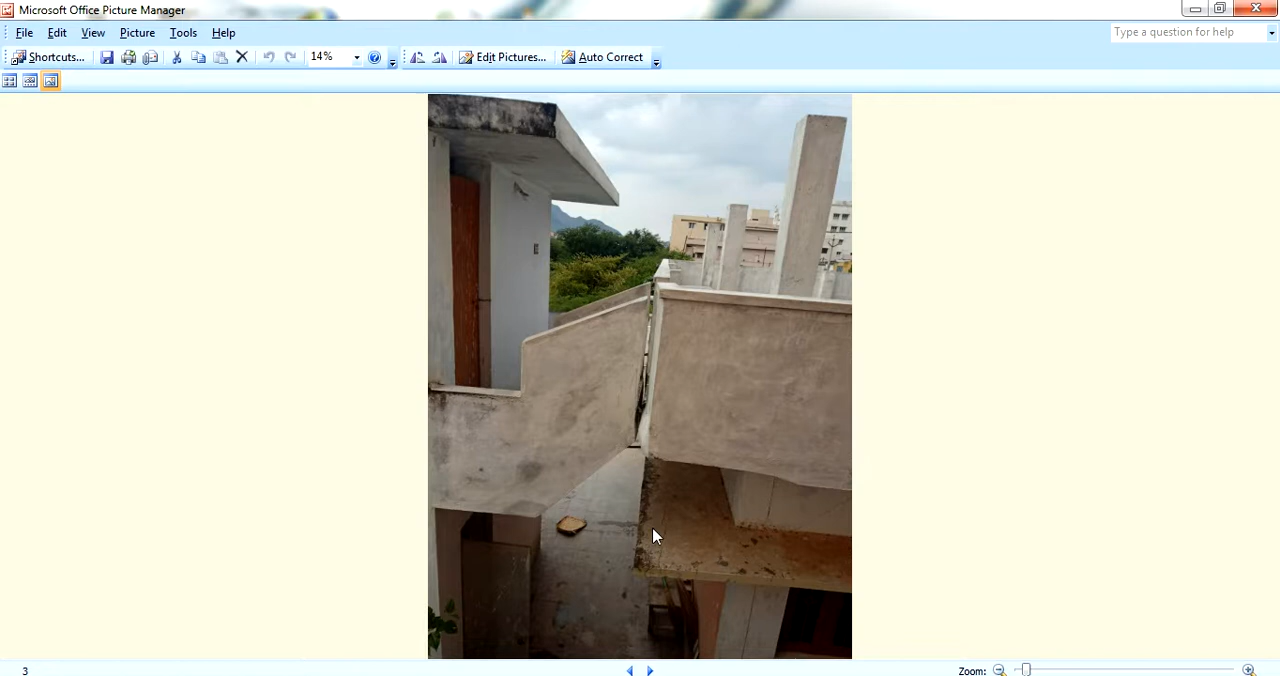 Microsoft Office Picture Manager
File Edit View Picture Tools Help
Type a question for help
Shortcuts... 14% Edit Pictures... Auto Correct
3 Zoom: